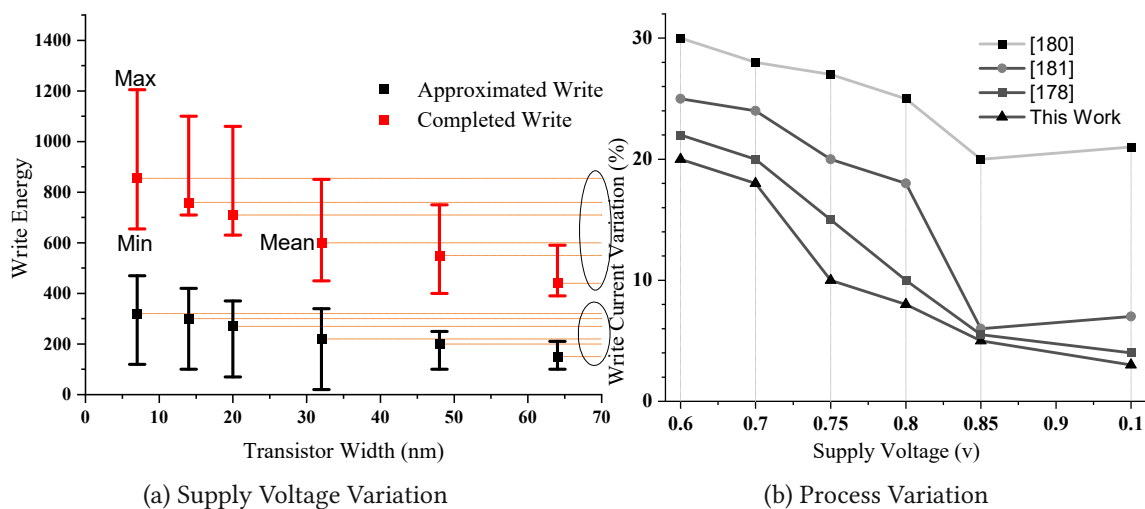 1400
1200
1000
800
600
400
200
0
Write Energy
Max
Min
Mean
Approximated Write
Completed Write
0 10 20 30 40 50 60 70
Transistor Width (nm)
(a) Supply Voltage Variation
30
20
10
0
Write Current Variation (%)
[180]
[181]
[178]
This Work
0.6 0.7 0.75 0.8 0.85 0.9 0.1
Supply Voltage (v)
(b) Process Variation